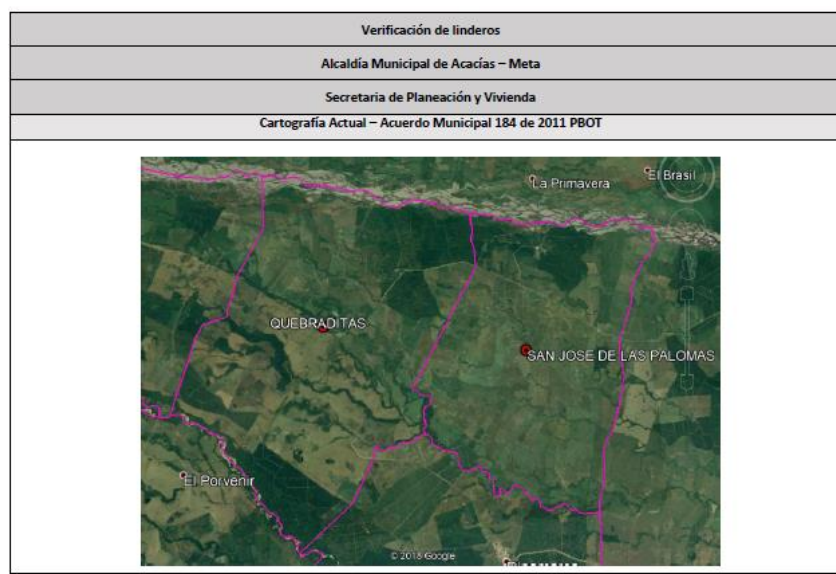 Verificación de linderos
Alcaldía Municipal de Acacías – Meta
Secretaria de Planeación y Vivienda
Cartografía Actual – Acuerdo Municipal 184 de 2011 PBOT
La Primavera
El Brasil
QUEBRADITAS
SAN JOSE DE LAS PALOMAS
El Porvenir
© 2018 Google